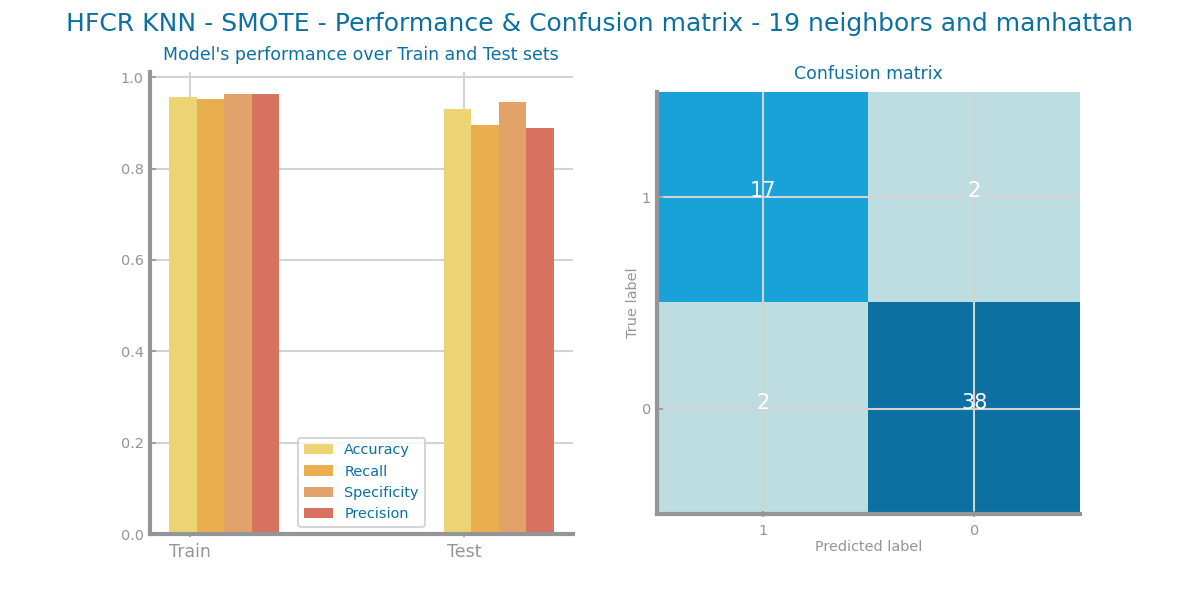 HFCR KNN - SMOTE - Performance & Confusion matrix - 19 neighbors and manhattan
Model's performance over Train and Test sets
1.0
0.8
0.6
0.4
0.2
0.0
Train
Test
Accuracy
Recall
Specificity
Precision
Confusion matrix
True label
1
0
17
2
2
38
1
0
Predicted label